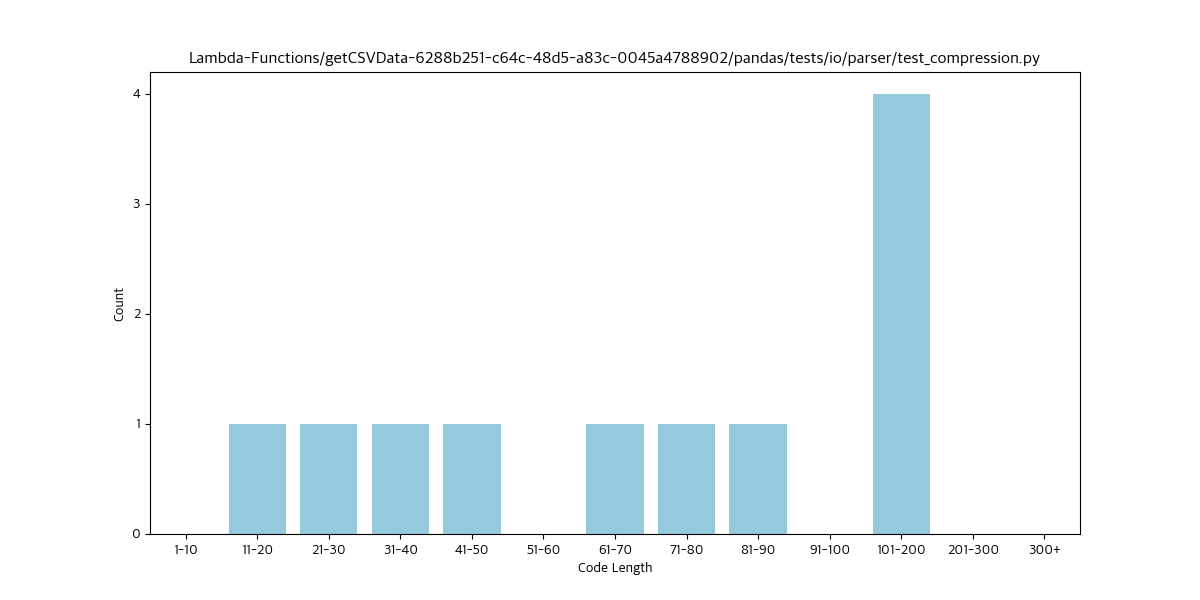 Lambda-Functions/getCSVData-6288b251-c64c-48d5-a83c-0045a4788902/pandas/tests/io/parser/test_compression.py
4
3
2
1
0
Count
1-10 11-20 21-30 31-40 41-50 51-60 61-70 71-80 81-90 91-100 101-200 201-300 300+
Code Length